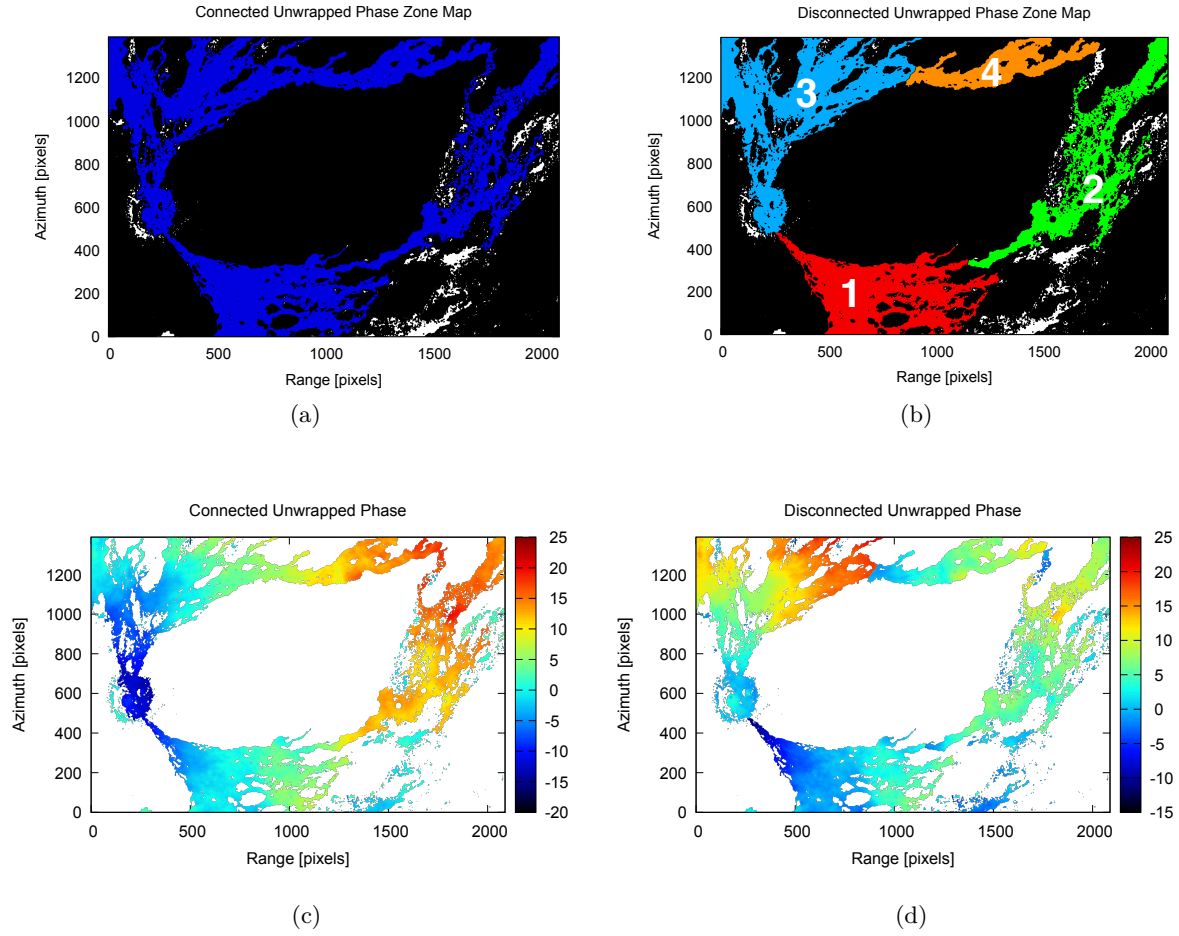 Connected Unwrapped Phase Zone Map
Azimuth [pixels]
1200
1000
800
600
400
200
0
0 500 1000 1500 2000
Range [pixels]
(a)
Disconnected Unwrapped Phase Zone Map
Azimuth [pixels]
1200
1000
800
600
400
200
0
3
4
2
1
0 500 1000 1500 2000
Range [pixels]
(b)
Connected Unwrapped Phase
Azimuth [pixels]
1200
1000
800
600
400
200
0
0 500 1000 1500 2000
Range [pixels]
25
20
15
10
5
0
-5
-10
-15
-20
(c)
Disconnected Unwrapped Phase
Azimuth [pixels]
1200
1000
800
600
400
200
0
0 500 1000 1500 2000
Range [pixels]
25
20
15
10
5
0
-5
-10
-15
(d)